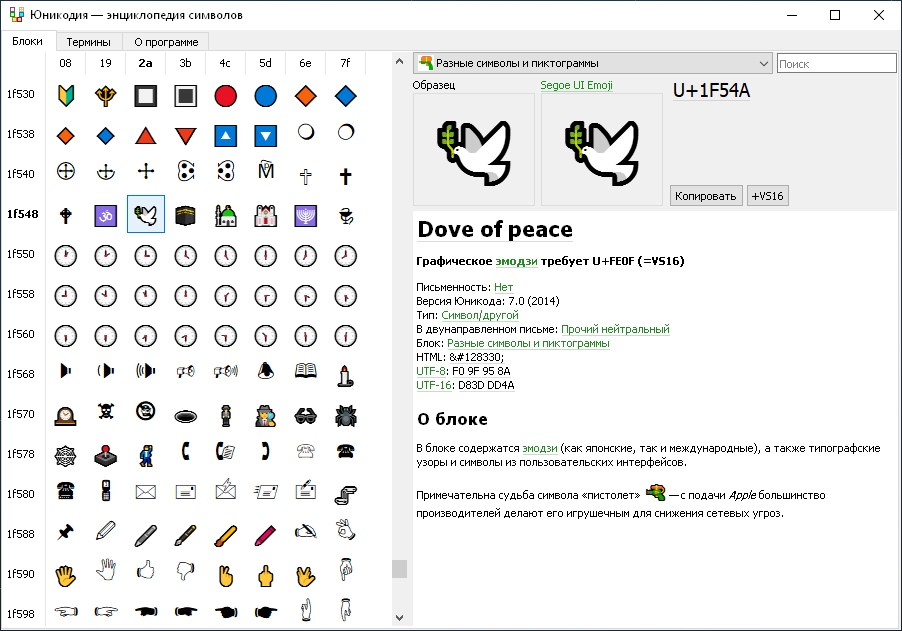 Юникодия — энциклопедия символов
Блоки Термины О программе
08 19 2a 3b 4c 5d 6e 7f
1f530
1f538
1f540
1f548
1f550
1f558
1f560
1f568
1f570
1f578
1f580
1f588
1f590
1f598
Разные символы и пиктограммы
Поиск
Образец
Segoe UI Emoji
U+1F54A
Копировать
+VS16
Dove of peace
Графическое эмодзи требует U+FE0F (=VS16)
Письменность: Нет
Версия Юникода: 7.0 (2014)
Тип: Символ/другой
В двунаправленном письме: Прочий нейтральный
Блок: Разные символы и пиктограммы
HTML: &#128330;
UTF-8: F0 9F 95 8A
UTF-16: D83D DD4A
О блоке
В блоке содержатся эмодзи (как японские, так и международные), а также типографские
узоры и символы из пользовательских интерфейсов.
Примечательна судьба символа «пистолет» 🔫 — с подачи Apple большинство
производителей делают его игрушечным для снижения сетевых угроз.